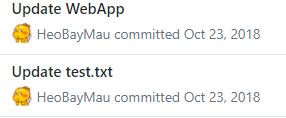 Update WebApp
HeoBayMau committed Oct 23, 2018
Update test.txt
HeoBayMau committed Oct 23, 2018